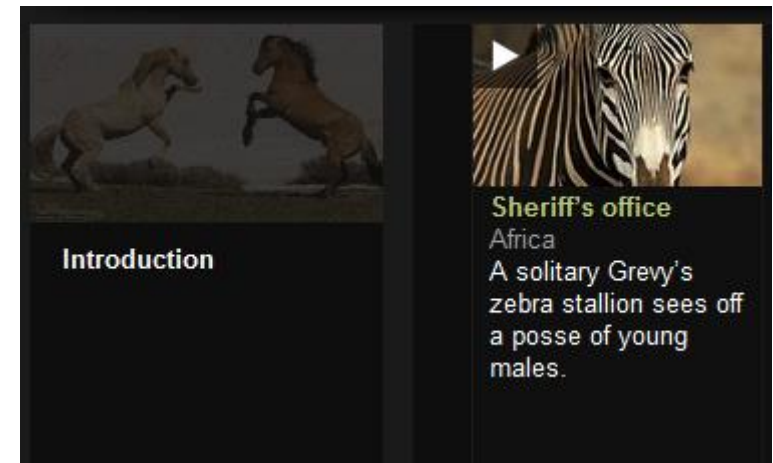 Introduction
Sheriff's office
Africa
A solitary Grevy's
zebra stallion sees off
a posse of young
males.